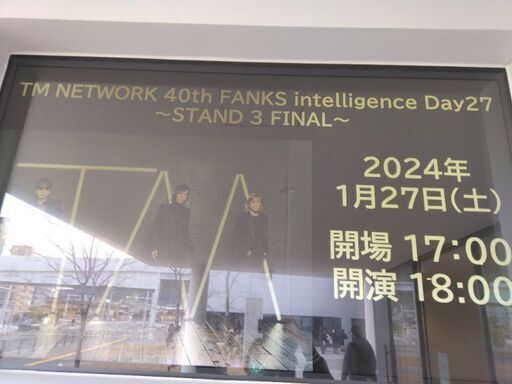 TM NETWORK 40th FANKS intelligence Day27
～STAND 3 FINAL～
TM
2024年
1月27日(土)
開場 17:00
開演 18:00